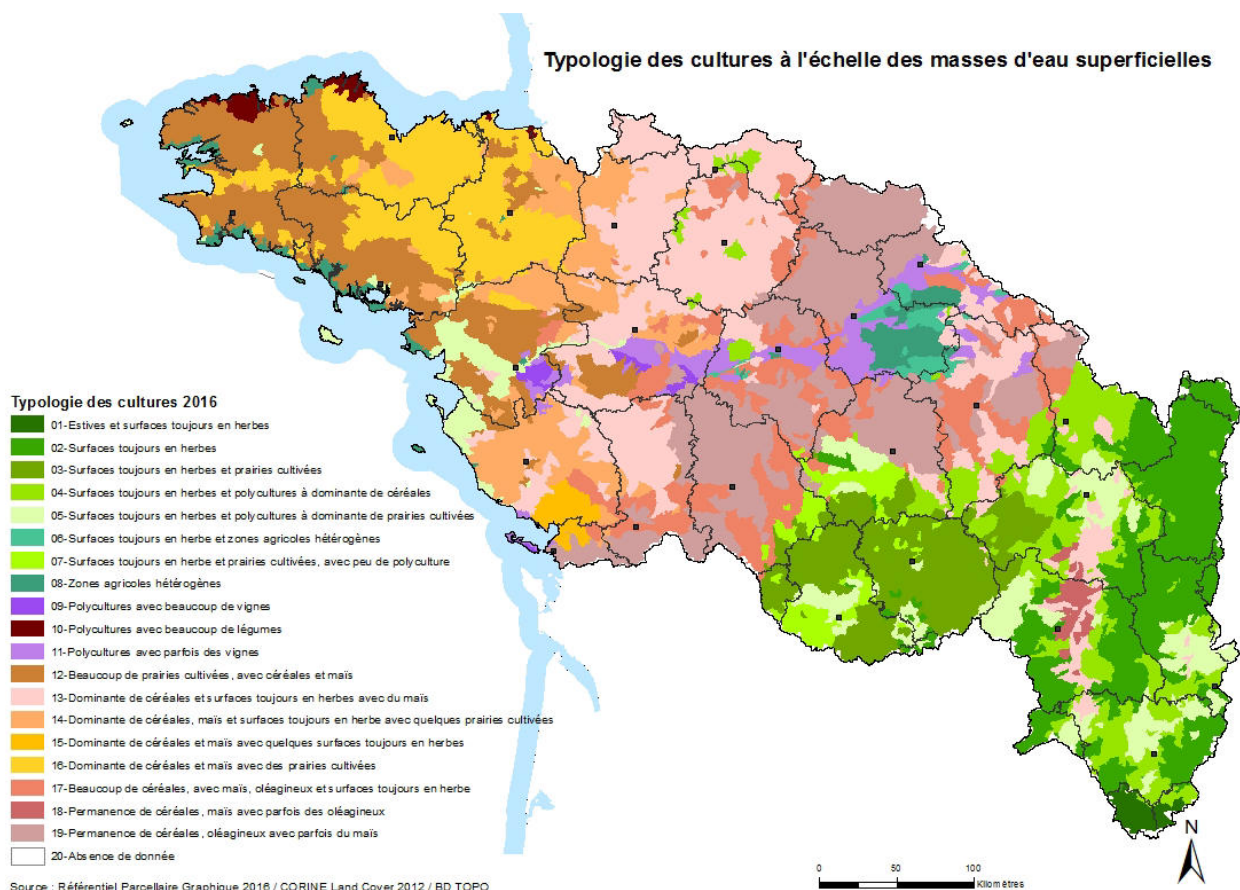 Typologie des cultures à l'échelle des masses d'eau superficielles
Typologie des cultures 2016
01-Estives et surfaces toujours en herbes
02-Surfaces toujours en herbes
03-Surfaces toujours en herbes et prairies cultivées
04-Surfaces toujours en herbes et polycultures à dominante de céréales
05-Surfaces toujours en herbes et polycultures à dominante de prairies cultivées
06-Surfaces toujours en herbe et zones agricoles hétérogènes
07-Surfaces toujours en herbe et prairies cultivées, avec peu de polyculture
08-Zones agricoles hétérogènes
09-Polycultures avec beaucoup de vignes
10-Polycultures avec beaucoup de légumes
11-Polycultures avec parfois des vignes
12-Beaucoup de prairies cultivées, avec céréales et maïs
13-Dominante de céréales et surfaces toujours en herbes avec du maïs
14-Dominante de céréales, maïs et surfaces toujours en herbe avec quelques prairies cultivées
15-Dominante de céréales et maïs avec quelques surfaces toujours en herbes
16-Dominante de céréales et maïs avec des prairies cultivées
17-Beaucoup de céréales, avec maïs, oléagineux et surfaces toujours en herbe
18-Permanence de céréales, maïs avec parfois des oléagineux
19-Permanence de céréales, oléagineux avec parfois du maïs
20-Absence de donnée
N
0 50 100
Kilomètres
Source : Référentiel Parcellaire Graphique 2016 / CORINE Land Cover 2012 / BD TOPO